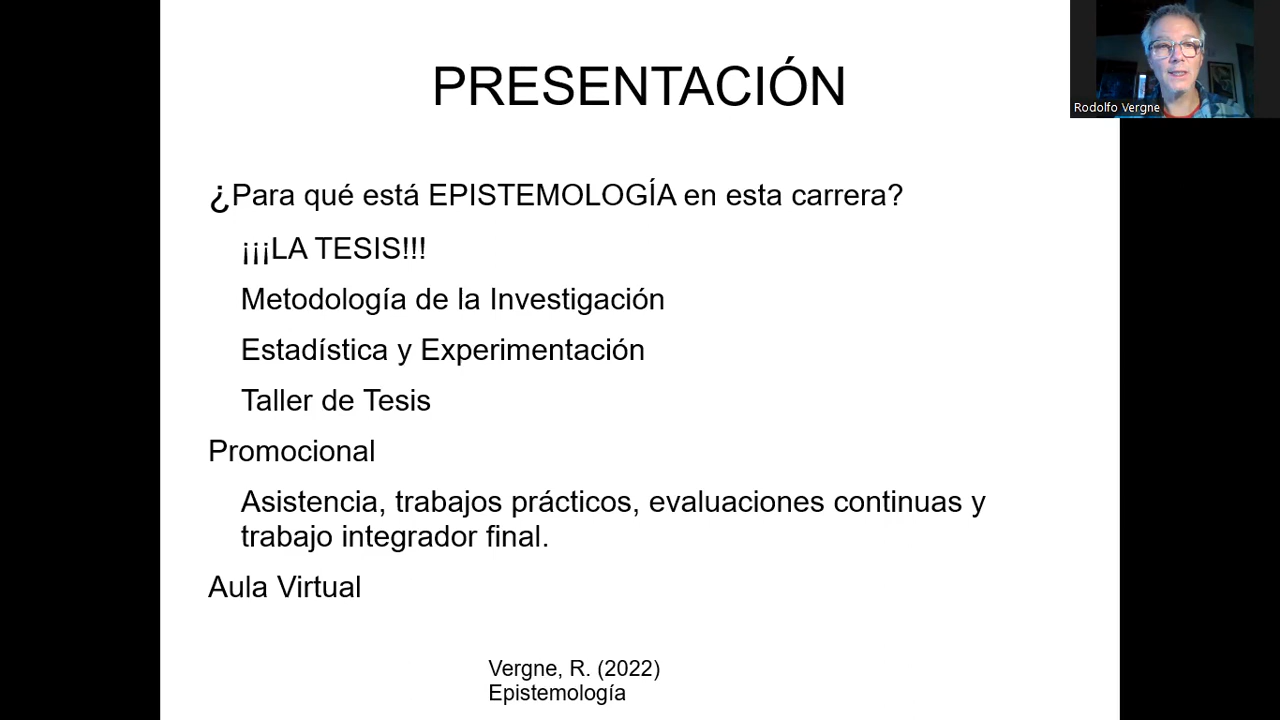 PRESENTACIÓN
Rodolfo Vergne
¿Para qué está EPISTEMOLOGÍA en esta carrera?
¡¡¡LA TESIS!!!
Metodología de la Investigación
Estadística y Experimentación
Taller de Tesis
Promocional
Asistencia, trabajos prácticos, evaluaciones continuas y
trabajo integrador final.
Aula Virtual
Vergne, R. (2022)
Epistemología